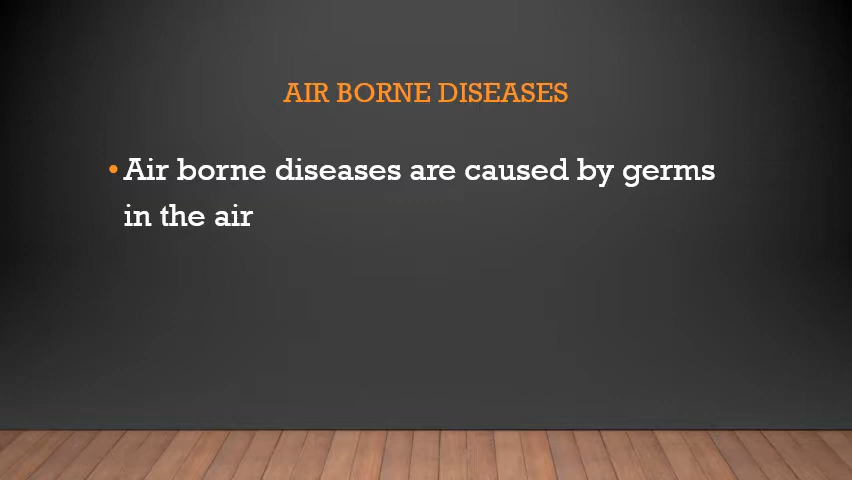 AIR BORNE DISEASES
•Air borne diseases are caused by germs
in the air